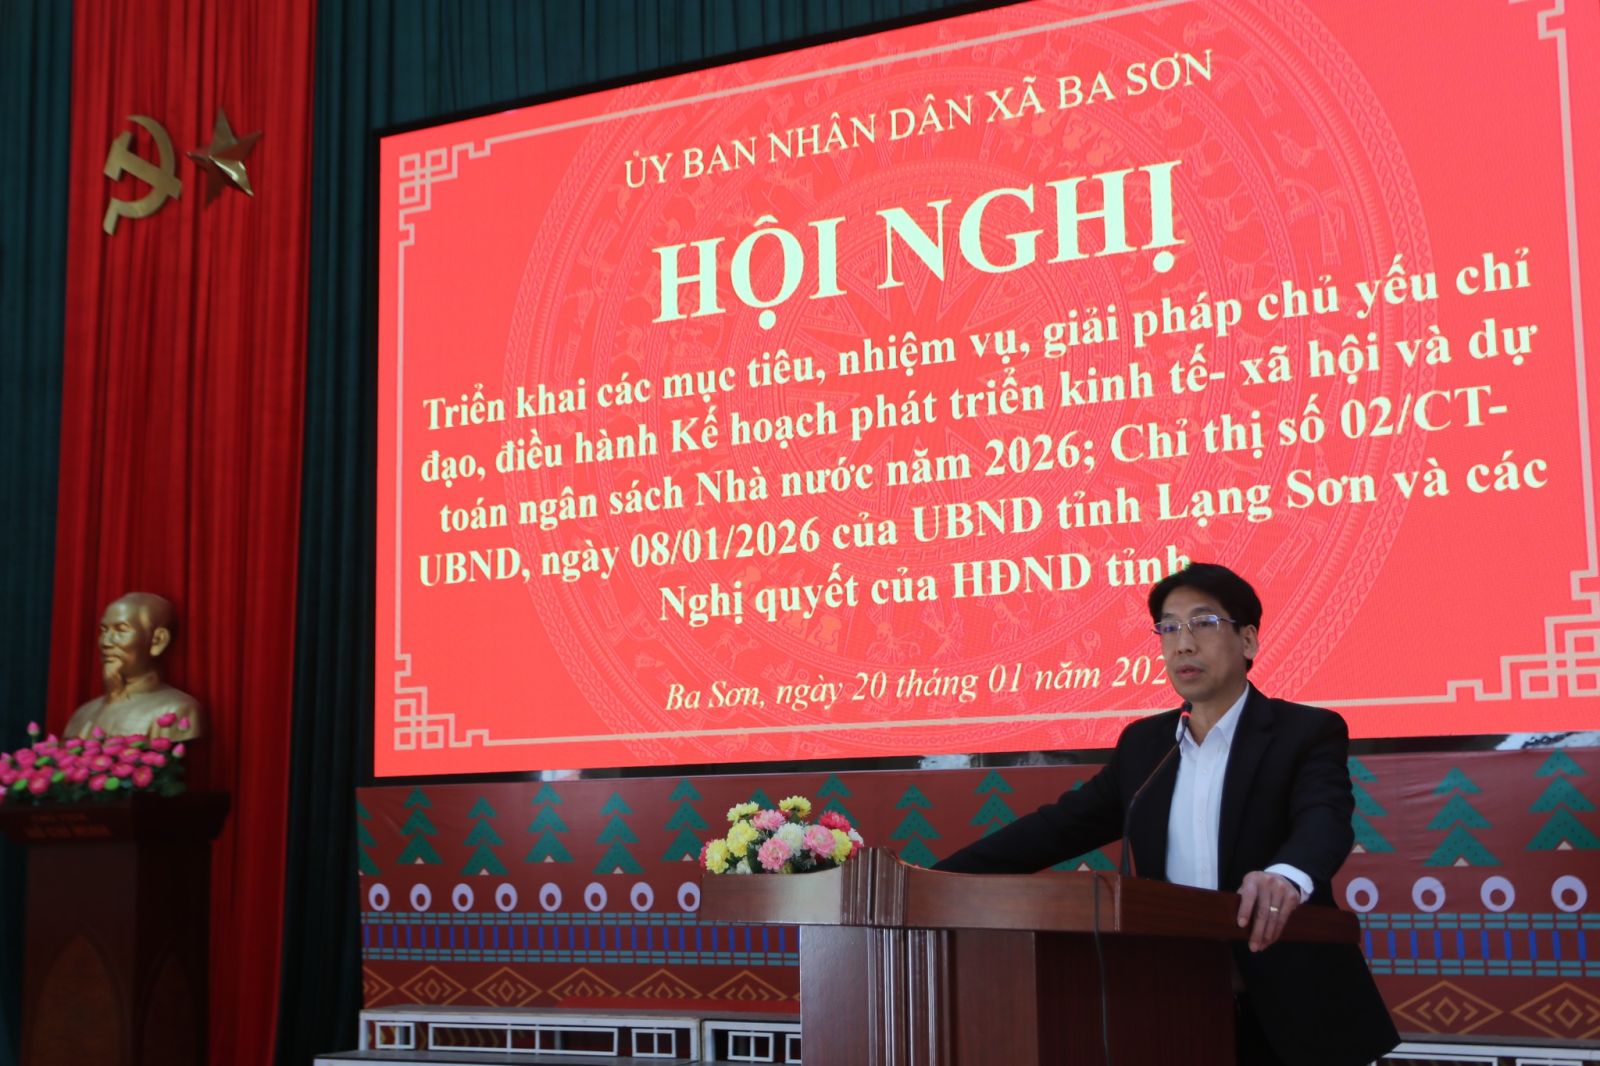 ỦY BAN NHÂN DÂN XÃ BA SƠN
HỘI NGHỊ
Triển khai các mục tiêu, nhiệm vụ, giải pháp chủ yếu chỉ
đạo, điều hành Kế hoạch phát triển kinh tế- xã hội và dự
toán ngân sách Nhà nước năm 2026; Chỉ thị số 02/CT-
UBND, ngày 08/01/2026 của UBND tỉnh Lạng Sơn và các
Nghị quyết của HĐND tỉnh
Ba Sơn, ngày 20 tháng 01 năm 202